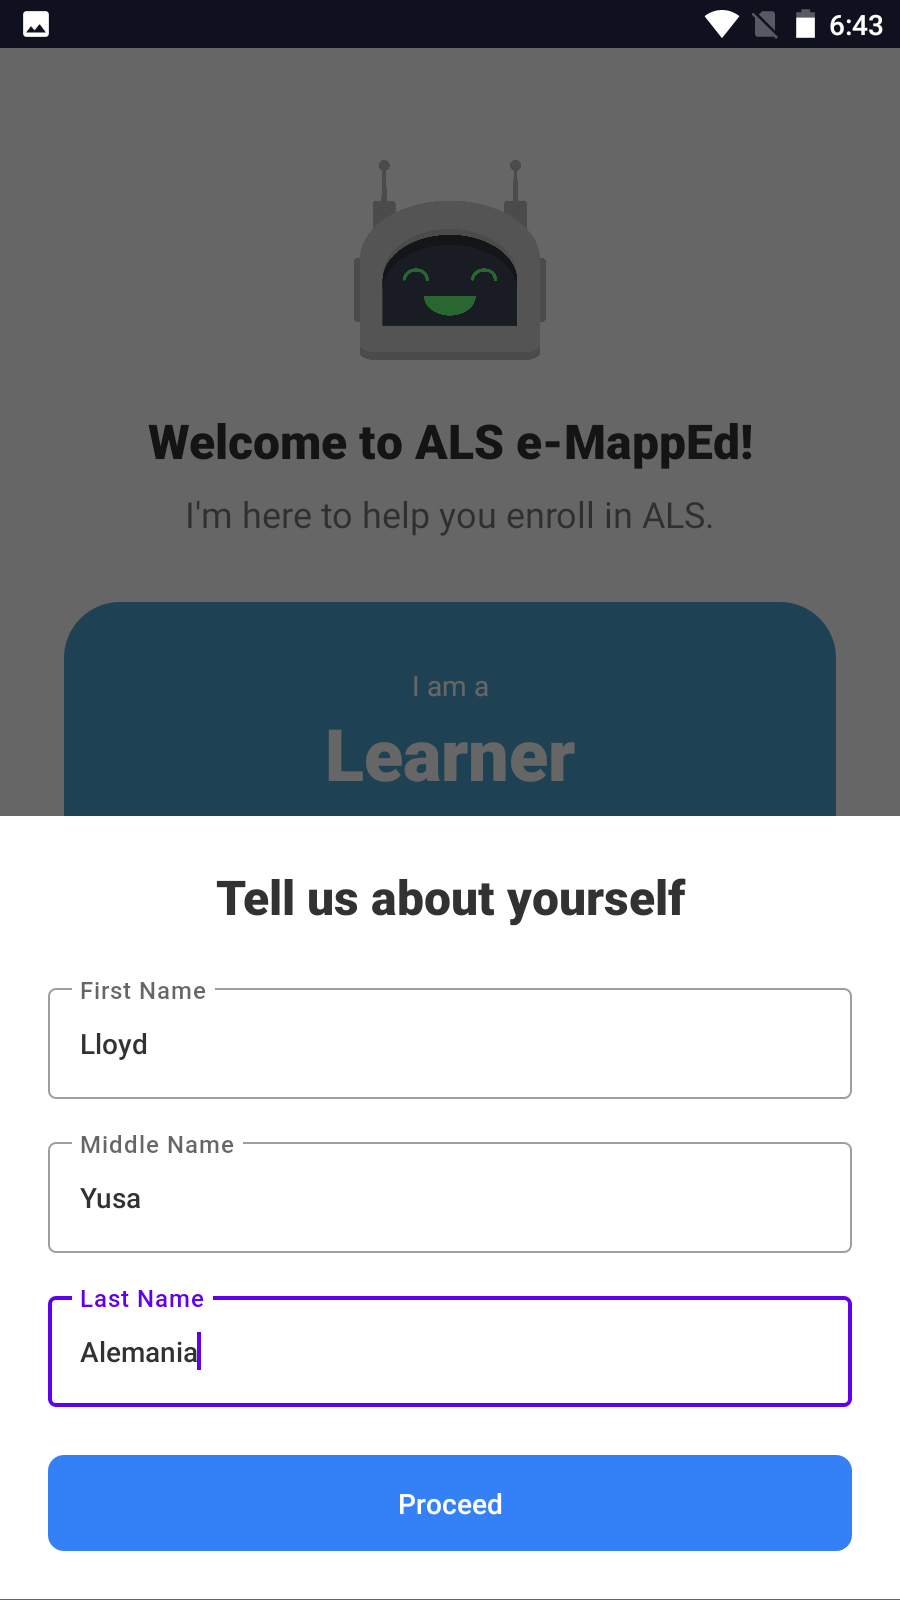 6:43
Welcome to ALS e-MappEd!
I'm here to help you enroll in ALS.
I am a
Learner
Tell us about yourself
First Name
Lloyd
Middle Name
Yusa
Last Name
Alemania
Proceed